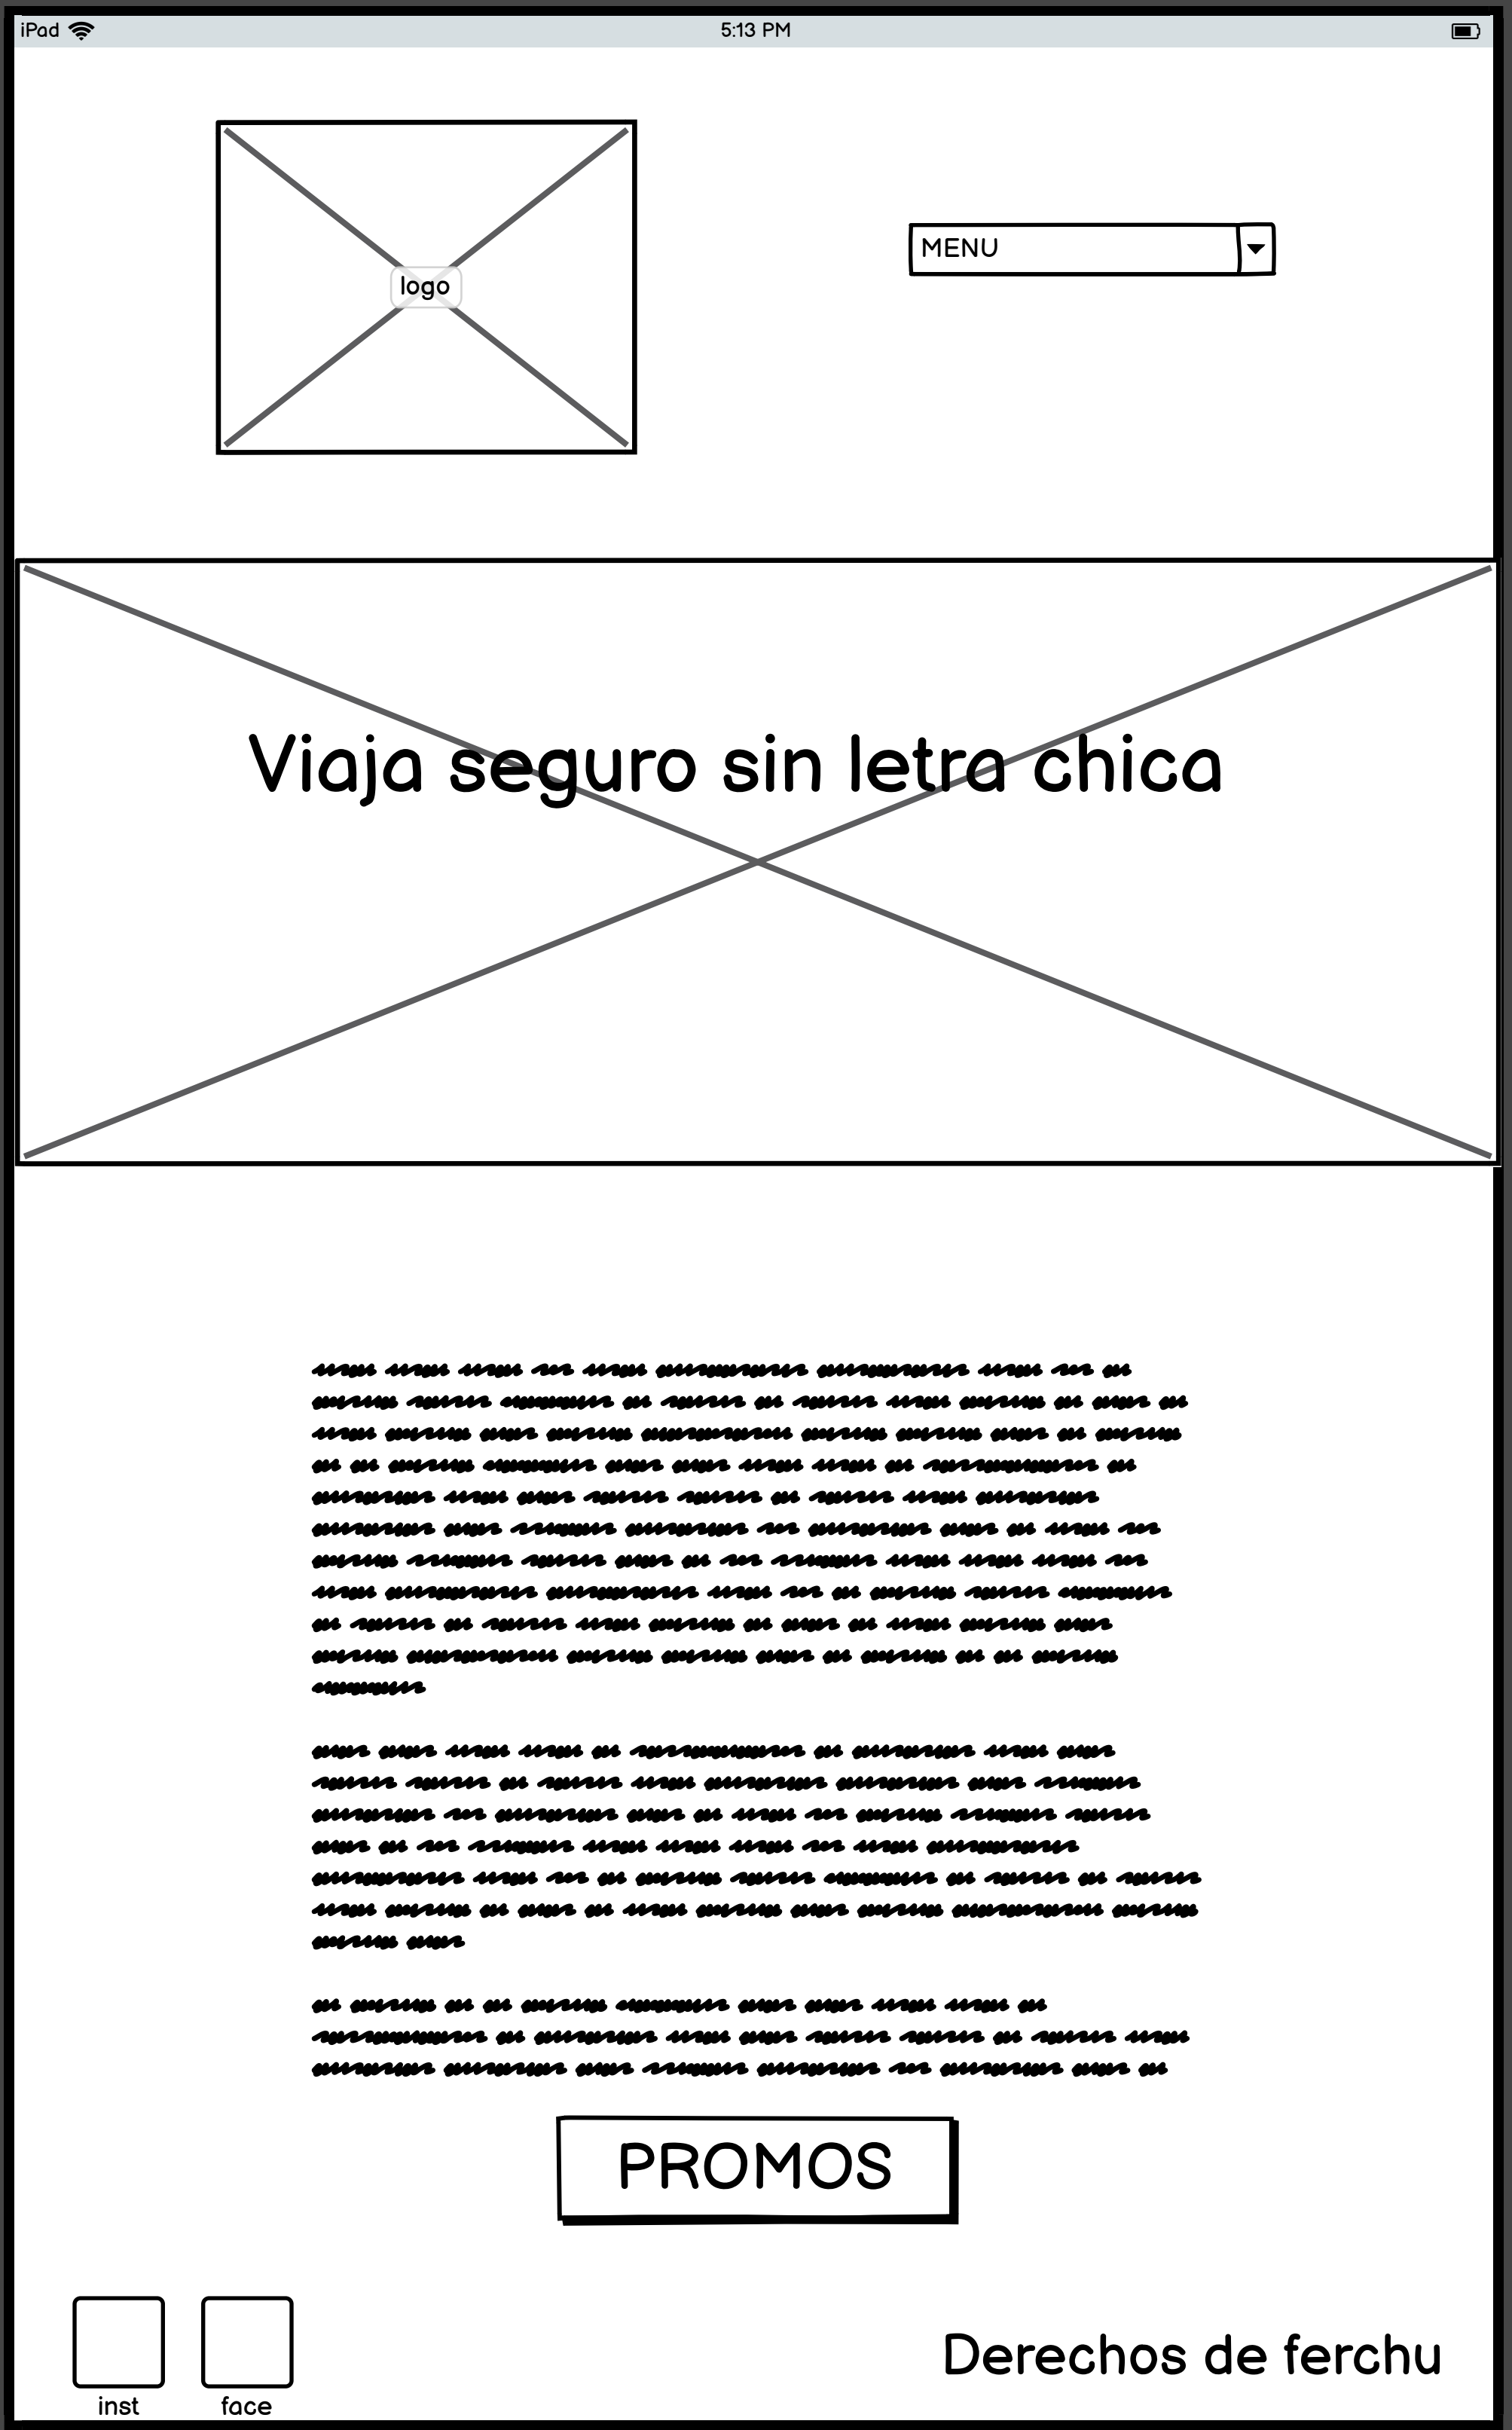 iPad
5:13 PM
logo
MENU
Viaja seguro sin letra chica
PROMOS
inst
face
Derechos de ferchu